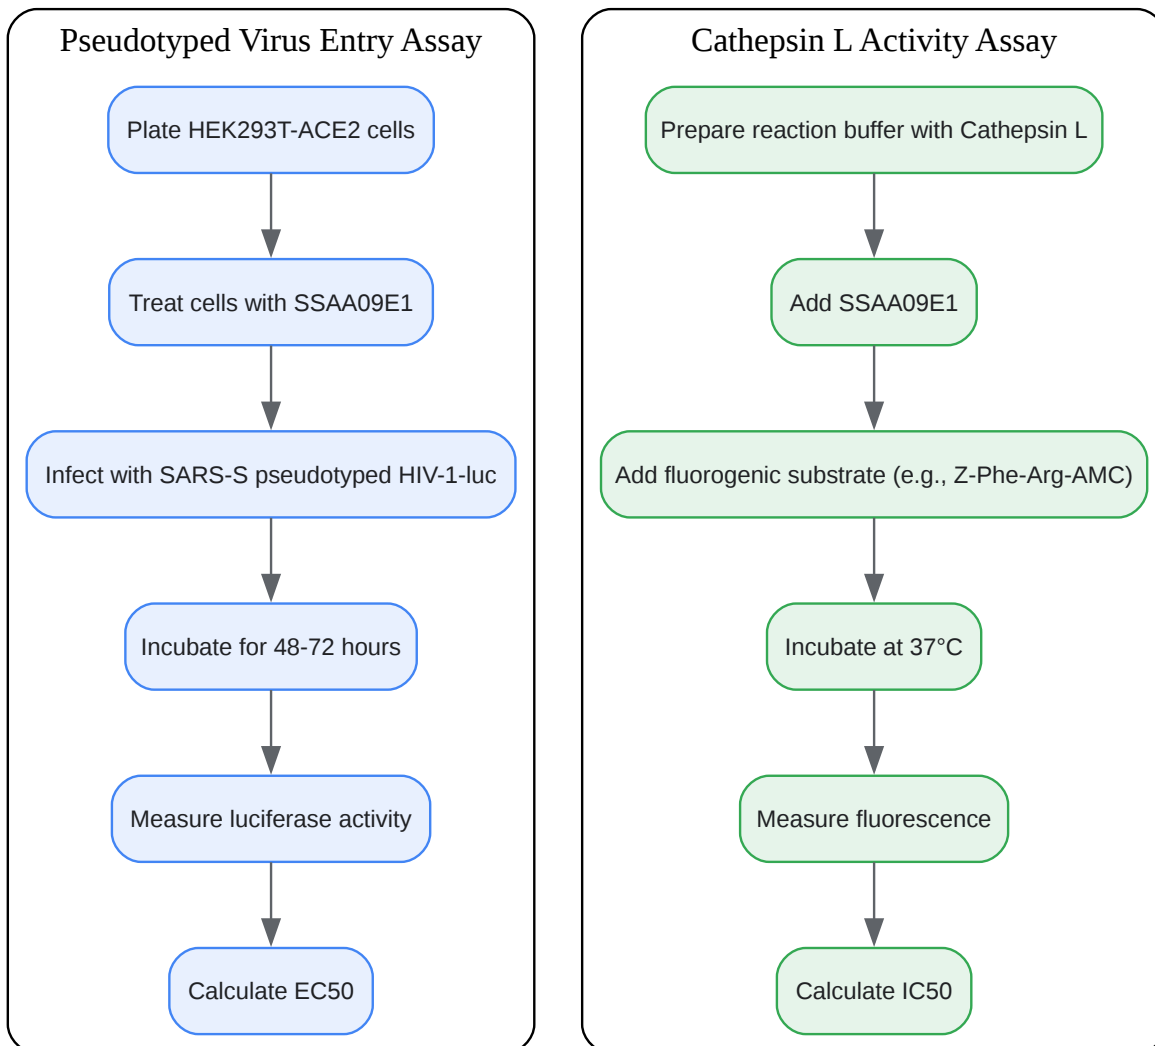 Pseudotyped Virus Entry Assay
Plate HEK293T-ACE2 cells
Treat cells with SSAA09E1
Infect with SARS-S pseudotyped HIV-1-luc
Incubate for 48-72 hours
Measure luciferase activity
Calculate EC50
Cathepsin L Activity Assay
Prepare reaction buffer with Cathepsin L
Add SSAA09E1
Add fluorogenic substrate (e.g., Z-Phe-Arg-AMC)
Incubate at 37°C
Measure fluorescence
Calculate IC50